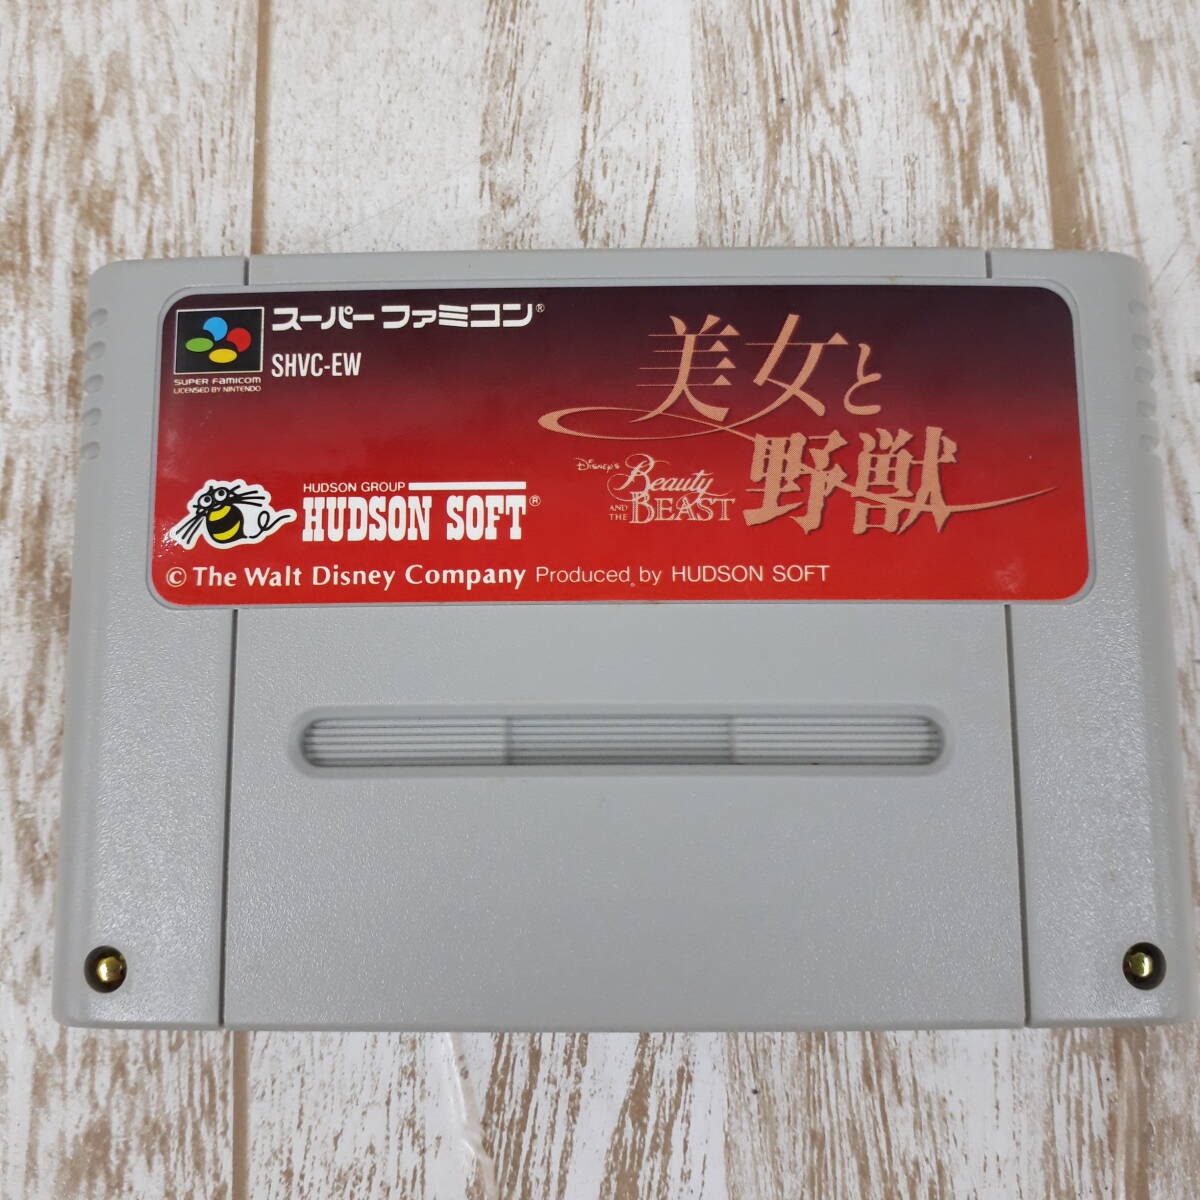 スーパーファミコン®
SHVC-EW
SUPER FAMICOM
LICENSED BY NINTENDO
美女と
野獣
DISNEY'S
Beauty
AND THE BEAST
HUDSON GROUP
HUDSON SOFT®
© The Walt Disney Company Produced by HUDSON SOFT